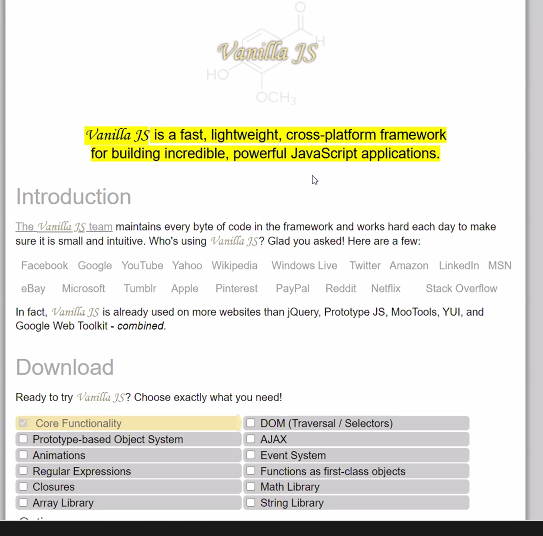 O
Vanilla JS
HO
OCH3
Vanilla JS is a fast, lightweight, cross-platform framework
for building incredible, powerful JavaScript applications.
Introduction
The Vanilla JS team maintains every byte of code in the framework and works hard each day to make
sure it is small and intuitive. Who's using Vanilla JS? Glad you asked! Here are a few:
Facebook Google YouTube Yahoo Wikipedia Windows Live Twitter Amazon LinkedIn MSN
eBay Microsoft Tumblr Apple Pinterest PayPal Reddit Netflix Stack Overflow
In fact, Vanilla JS is already used on more websites than jQuery, Prototype JS, MooTools, YUI, and
Google Web Toolkit - combined.
Download
Ready to try Vanilla JS? Choose exactly what you need!
Core Functionality DOM (Traversal / Selectors)
Prototype-based Object System AJAX
Animations Event System
Regular Expressions Functions as first-class objects
Closures Math Library
Array Library String Library